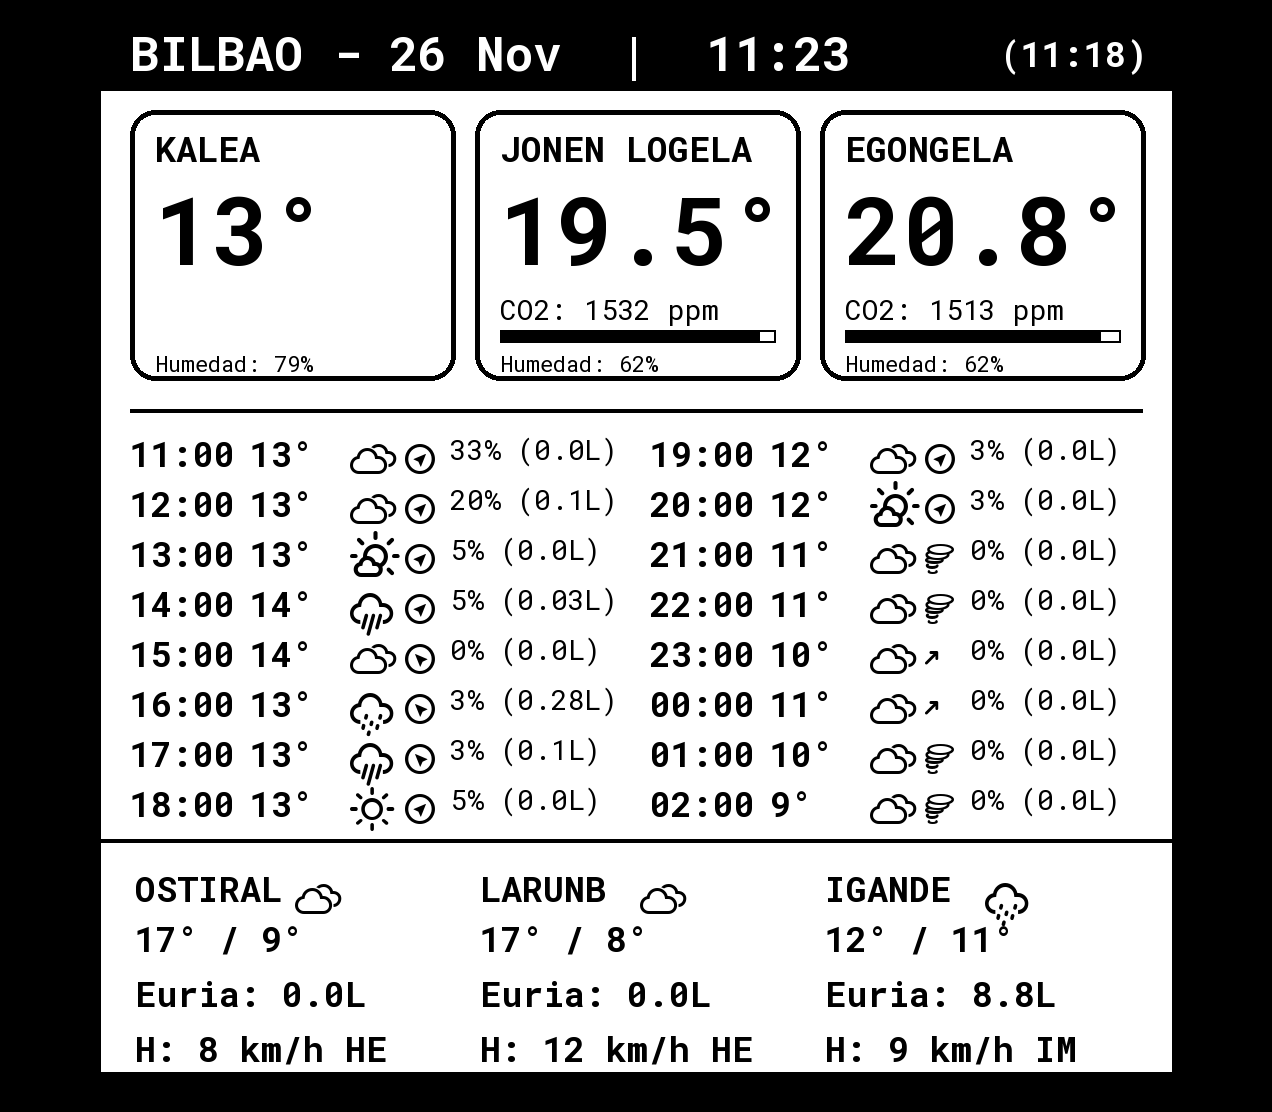 BILBAO - 26 Nov | 11:23 (11:18)
KALEA
13°
Humedad: 79%
JONEN LOGELA
19.5°
CO2: 1532 ppm
Humedad: 62%
EGONGELA
20.8°
CO2: 1513 ppm
Humedad: 62%
11:00 13° 33% (0.0L)
12:00 13° 20% (0.1L)
13:00 13° 5% (0.0L)
14:00 14° 5% (0.03L)
15:00 14° 0% (0.0L)
16:00 13° 3% (0.28L)
17:00 13° 3% (0.1L)
18:00 13° 5% (0.0L)
19:00 12° 3% (0.0L)
20:00 12° 3% (0.0L)
21:00 11° 0% (0.0L)
22:00 11° 0% (0.0L)
23:00 10° 0% (0.0L)
00:00 11° 0% (0.0L)
01:00 10° 0% (0.0L)
02:00 9° 0% (0.0L)
OSTIRAL
17° / 9°
Euria: 0.0L
H: 8 km/h HE
LARUNB
17° / 8°
Euria: 0.0L
H: 12 km/h HE
IGANDE
12° / 11°
Euria: 8.8L
H: 9 km/h IM